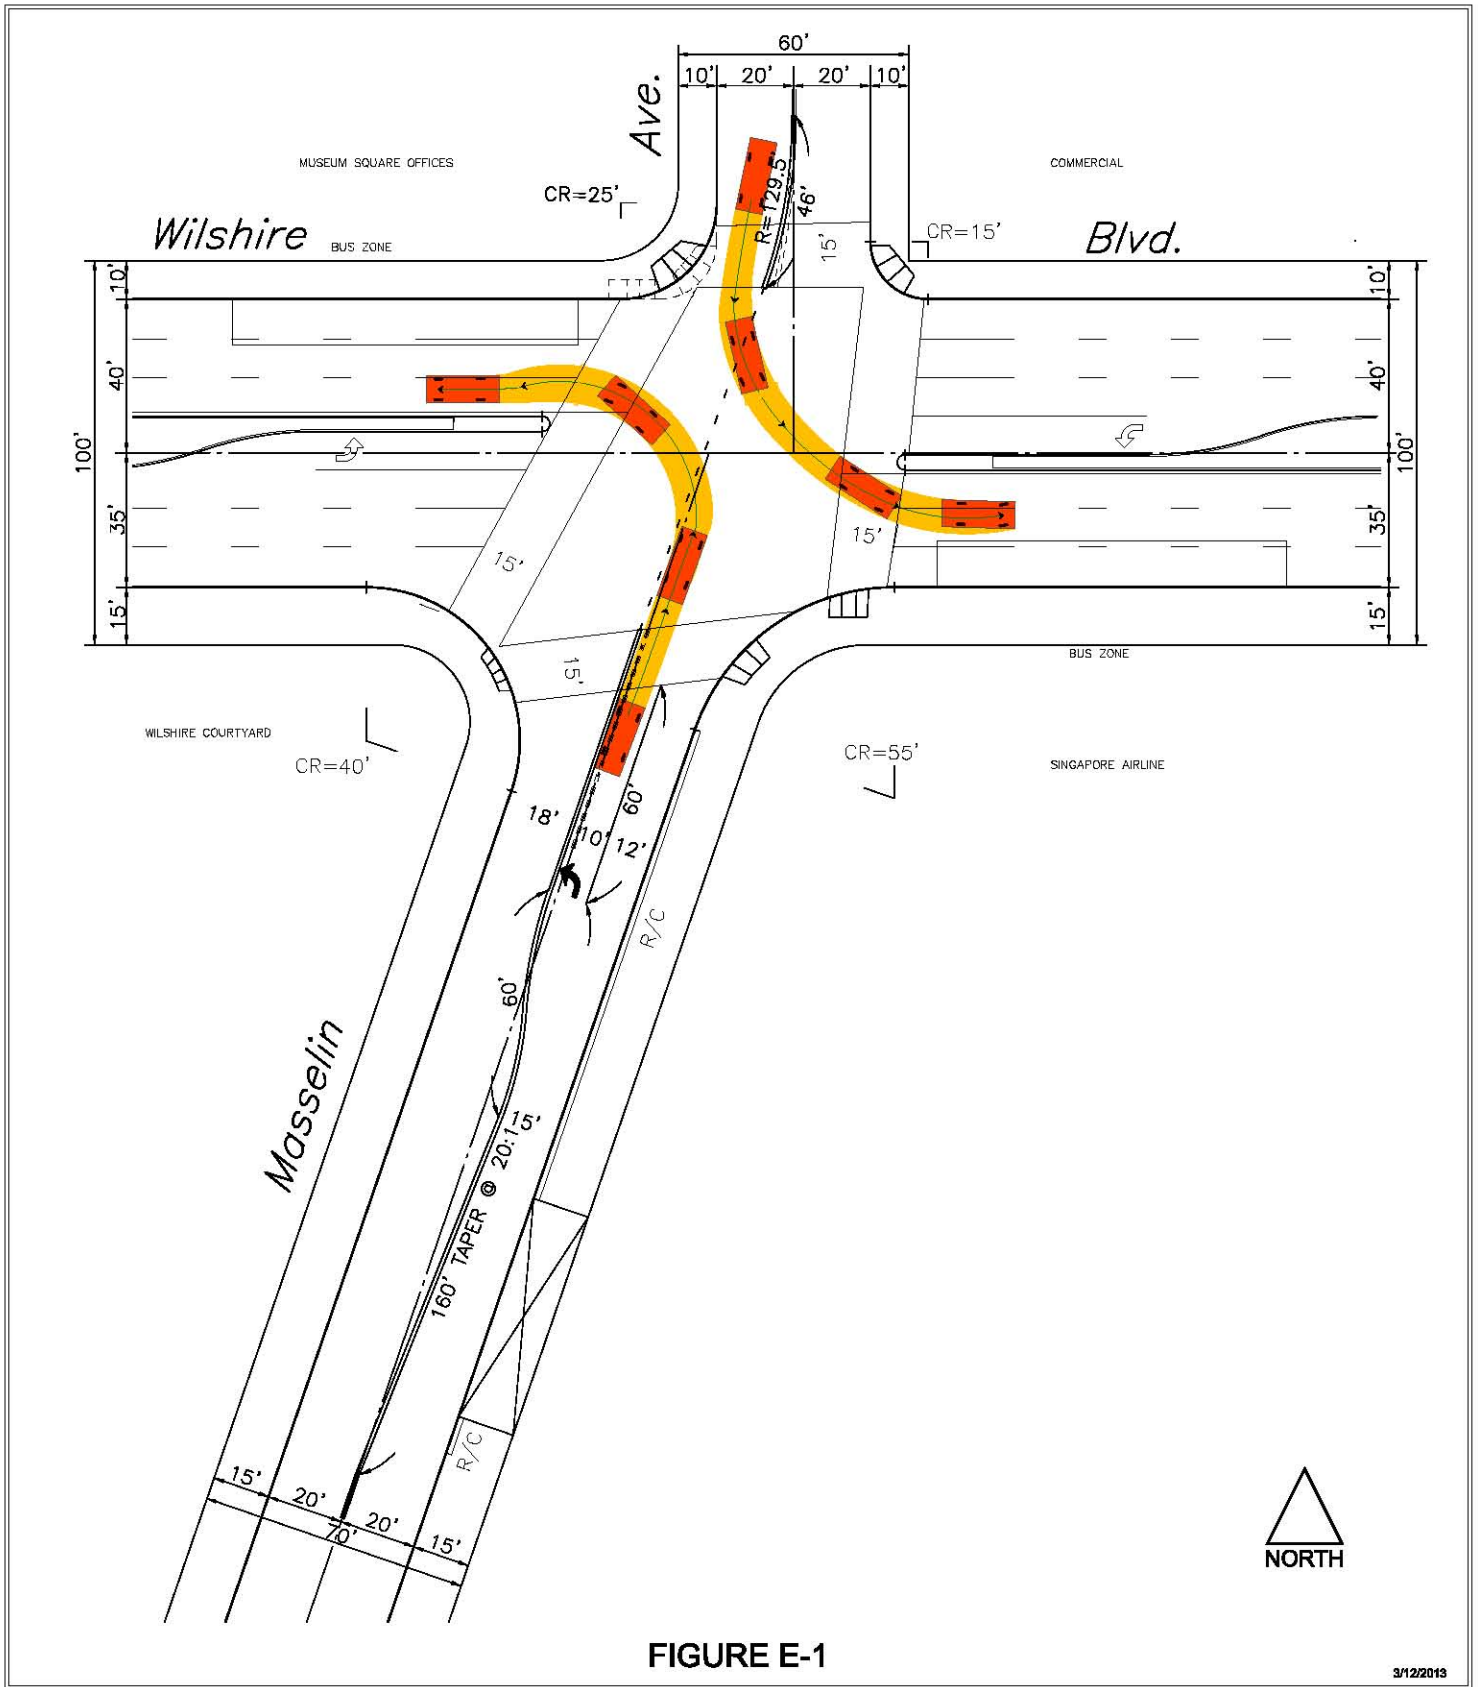 60'
10' 20' 20' 10'
Ave.
MUSEUM SQUARE OFFICES
COMMERCIAL
CR=25'
R=129.5'
46'
15'
CR=15'
Wilshire
BUS ZONE
Blvd.
10'
10'
40'
40'
100'
100'
35'
35'
15'
15'
15'
15'
15'
BUS ZONE
WILSHIRE COURTYARD
CR=40'
CR=55'
SINGAPORE AIRLINE
60'
18'
10'
12'
R/C
60'
Masselin
15'
160' TAPER @ 20:1
R/C
15'
20'
20'
15'
70'
NORTH
FIGURE E-1
3/12/2013